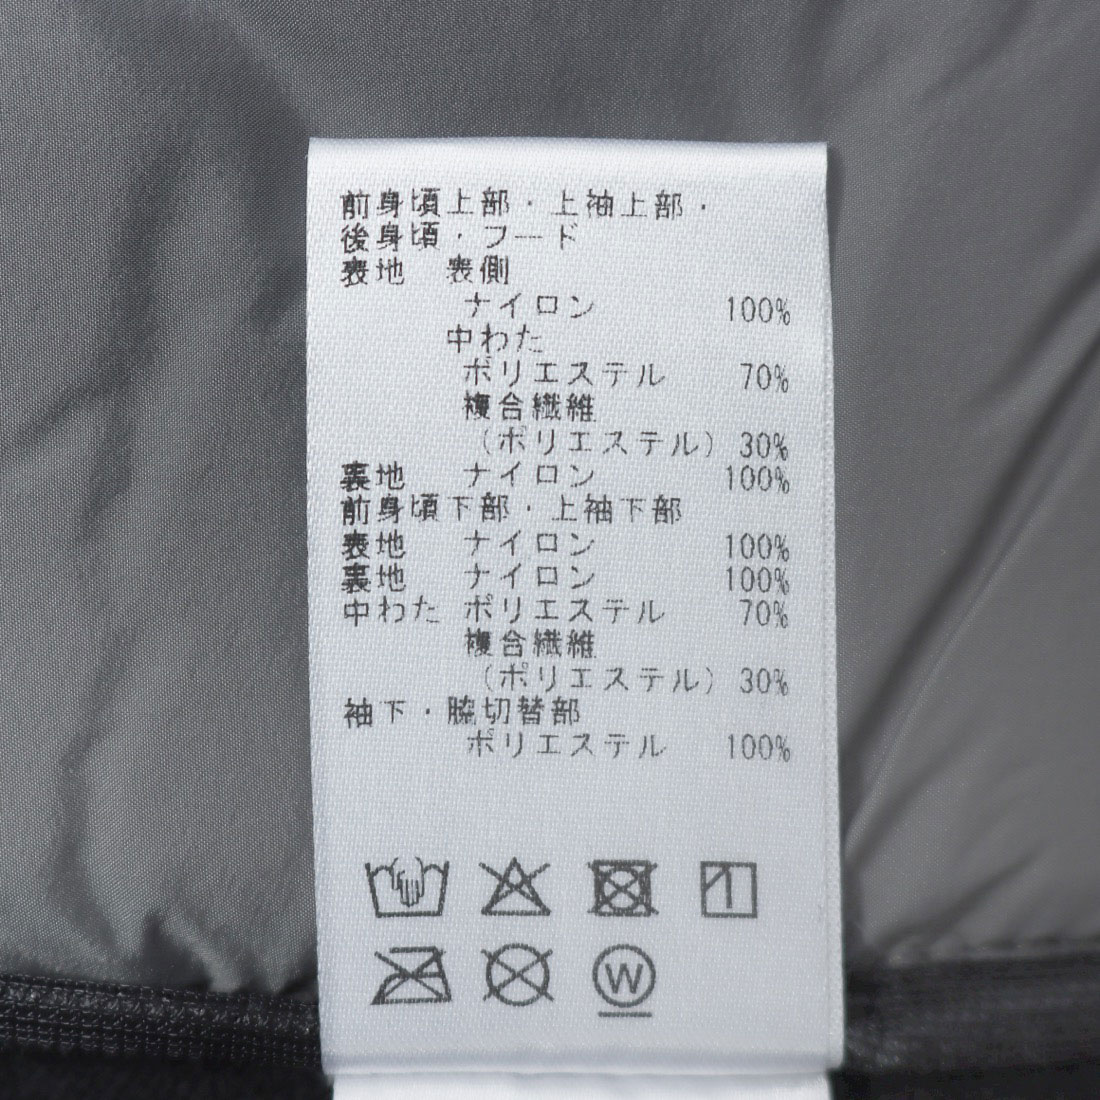 前身頃上部・上袖上部・
後身頃・フード
表地 表側
ナイロン 100%
中わた
ポリエステル 70%
複合繊維
(ポリエステル) 30%
裏地 ナイロン 100%
前身頃下部・上袖下部
表地 ナイロン 100%
裏地 ナイロン 100%
中わた ポリエステル 70%
複合繊維
(ポリエステル) 30%
袖下・脇切替部
ポリエステル 100%
W